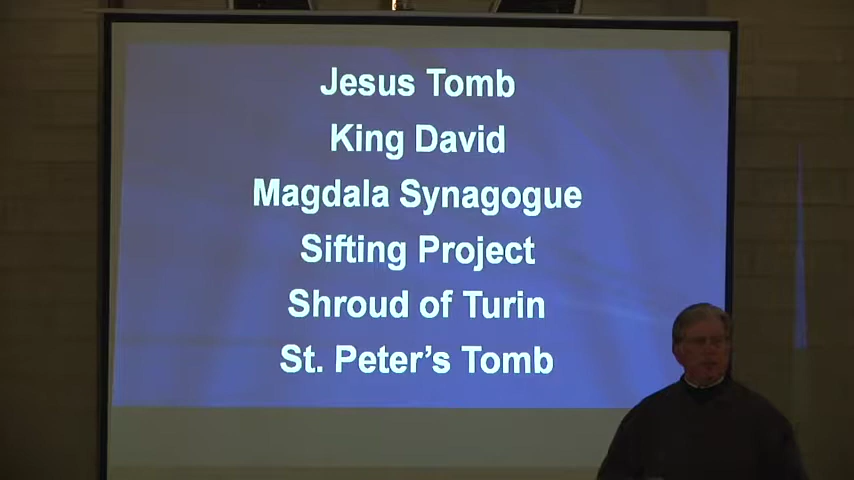 Jesus Tomb
King David
Magdala Synagogue
Sifting Project
Shroud of Turin
St. Peter’s Tomb